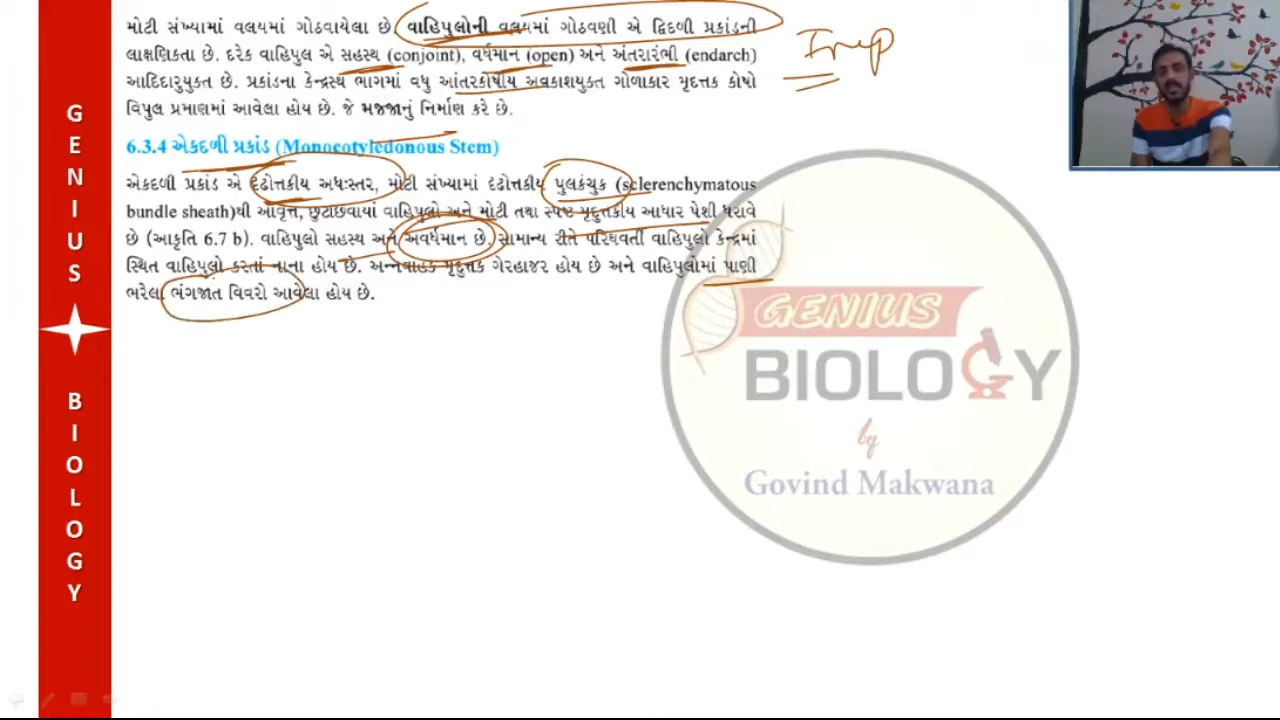 મોટી સંખ્યામાં વલયમાં ગોઠવાયેલા છે. વાહિપુલોની વલયમાં ગોઠવણી એ દ્વિદળી પ્રકાંડની
લાક્ષણિકતા છે. દરેક વાહિપુલ એ સહસ્થ (conjoint), વર્ધમાન (open) અને અંતરારંભી (endarch)
આદિદારુયુક્ત છે. પ્રકાંડના કેન્દ્રસ્થ ભાગમાં વધુ આંતરકોષીય અવકાશયુક્ત ગોળાકાર મૃદુત્તક કોષો
વિપુલ પ્રમાણમાં આવેલા હોય છે. જે મજ્જાનું નિર્માણ કરે છે.
Imp
6.3.4 એકદળી પ્રકાંડ (Monocotyledonous Stem)
એકદળી પ્રકાંડ એ દૃઢોત્તકીય અધઃસ્તર, મોટી સંખ્યામાં દૃઢોત્તકીય પુલકંચુક (sclerenchymatous
bundle sheath)થી આવૃત્ત, છુટાછવાયાં વાહિપુલો અને મોટી તથા સ્પષ્ટ મૃદુત્તકીય આધાર પેશી ધરાવે
છે (આકૃતિ 6.7 b). વાહિપુલો સહસ્થ અને અવર્ધમાન છે. સામાન્ય રીતે પરિઘવર્તી વાહિપુલો કેન્દ્રમાં
સ્થિત વાહિપુલો કરતાં નાના હોય છે. અન્નવાહક મૃદુત્તક ગેરહાજર હોય છે અને વાહિપુલોમાં પાણી
ભરેલા ભંગજાત વિવરો આવેલા હોય છે.
GENIUS
BIOLOGY
GENIUS
BIOLOGY
by
Govind Makwana